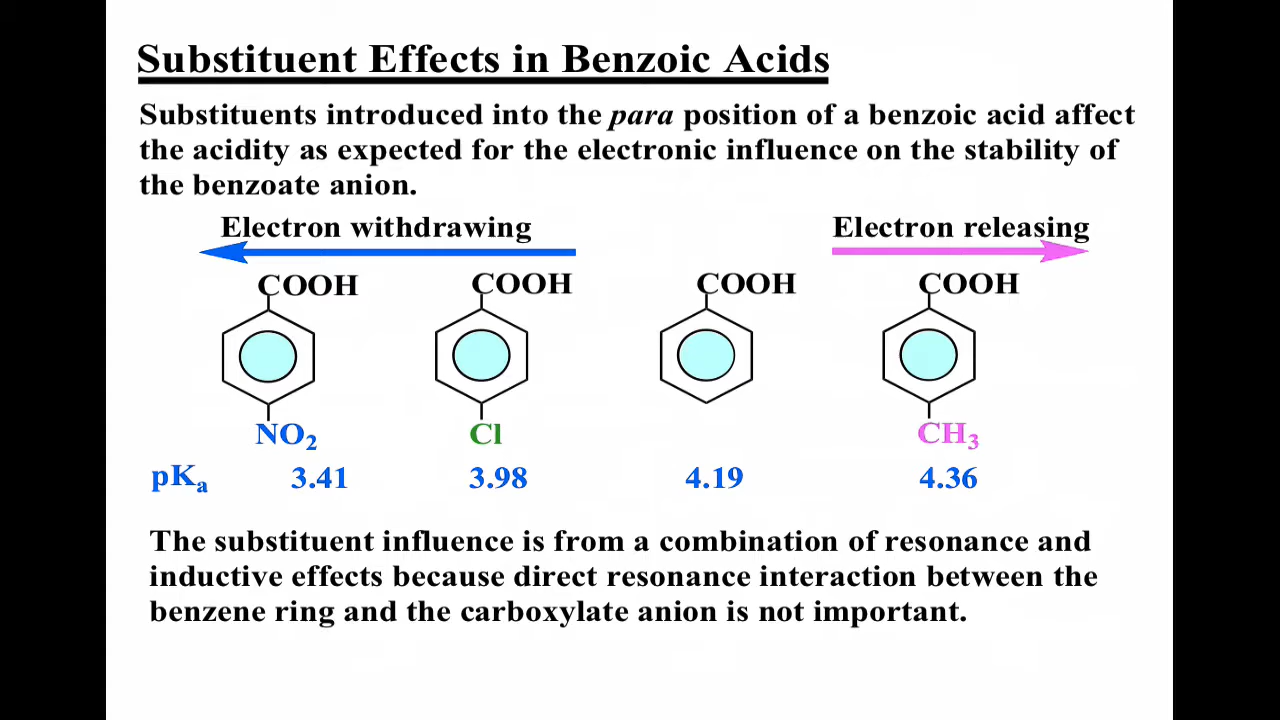 Substituent Effects in Benzoic Acids
Substituents introduced into the para position of a benzoic acid affect
the acidity as expected for the electronic influence on the stability of
the benzoate anion.
Electron withdrawing Electron releasing
COOH COOH COOH COOH
NO₂ Cl CH₃
pKₐ 3.41 3.98 4.19 4.36
The substituent influence is from a combination of resonance and
inductive effects because direct resonance interaction between the
benzene ring and the carboxylate anion is not important.